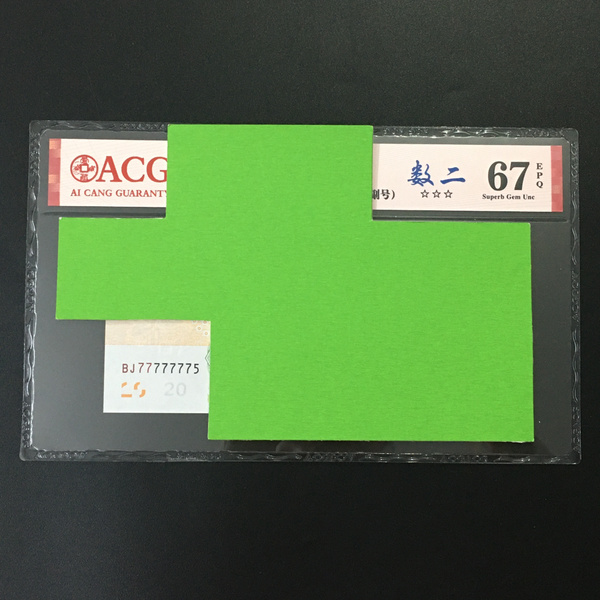 ACG
AI CANG GUARANTY
刷号)
数二
☆☆☆
67
EPQ
Superb Gem Unc
BJ77777775
20